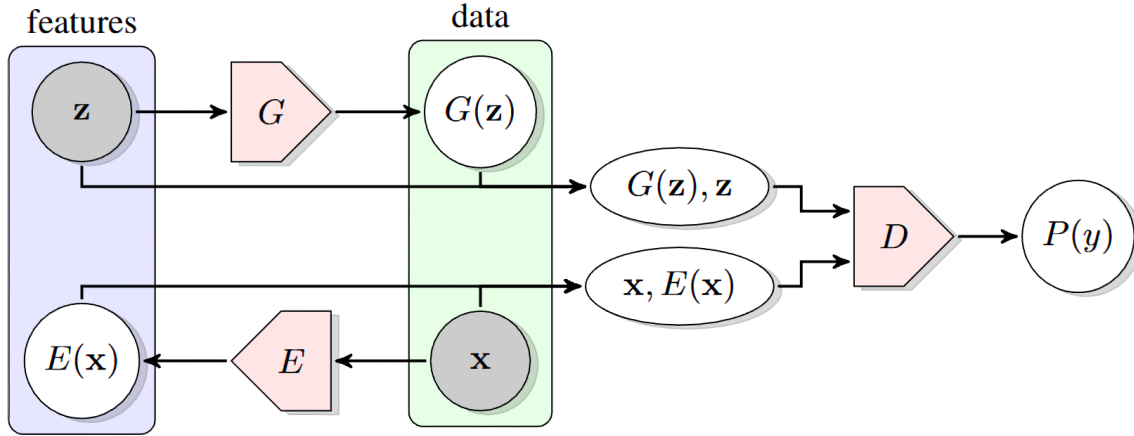 features
data
z
G
G(z)
G(z), z
D
P(y)
x, E(x)
E(x)
E
x